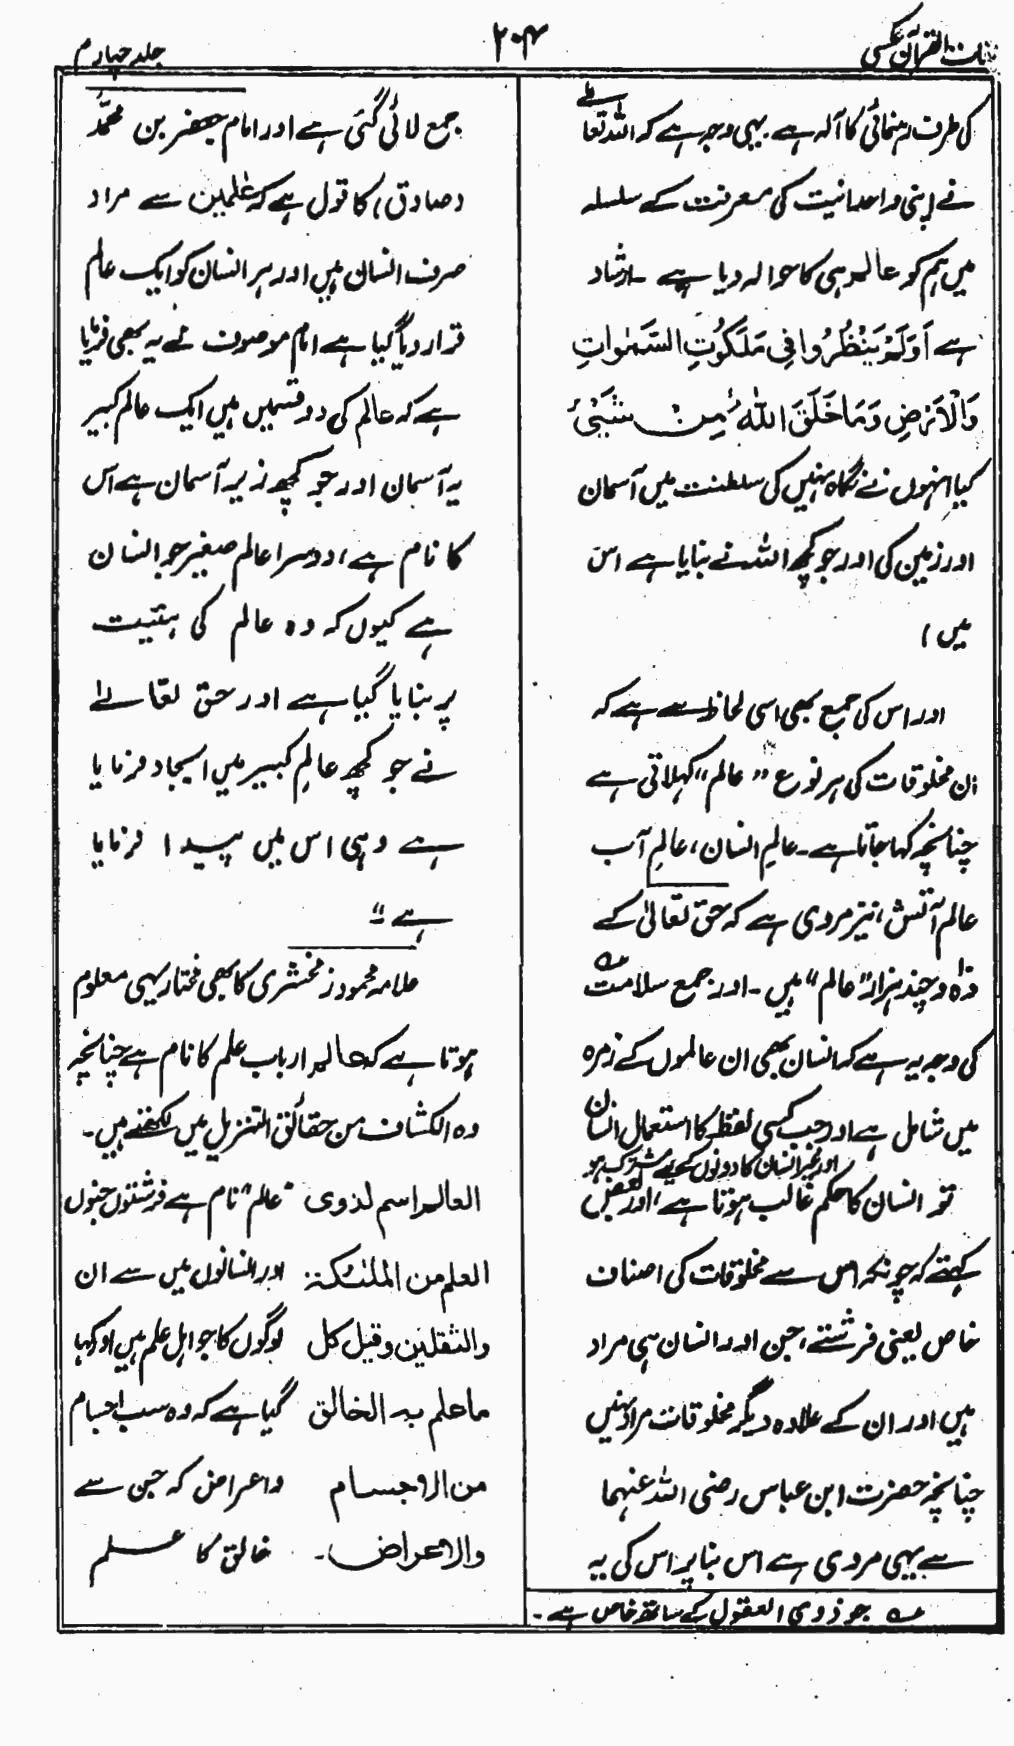 لغات القرآن عکسی
۲۰۴
جلد چہارم
کی طرف رہنمائی کا آلہ ہے یہی وجہ ہے کہ اللہ تعالٰے
نے اپنی وحدانیت کی معرفت کے سلسلہ
میں ہم کو عالم ہی کا حوالہ دیا ہے ۔ ارشاد
ہے اَوَلَمْ یَنْظُرُوا فِی مَلَکُوْتِ السَّمٰوَاتِ
وَالْاَرْضِ وَمَا خَلَقَ اللہُ مِنْ شَیْئٍ
کیا انہوں نے نگاہ نہیں کی سلطنت میں آسمان
اور زمین کی اور جو کچھ اللہ نے بنایا ہے اس
میں)
اور اس کی جمع بھی اسی لحاظ سے ہے کہ
ان مخلوقات کی ہر نوع “عالم” کہلاتی ہے
چنانچہ کہا جاتا ہے ۔ عالمِ انسان، عالمِ آب
عالم آتش، نیز مروی ہے کہ حق تعالیٰ کے
دہ و چند ہزار “عالم” ہیں ۔ اور جمع سلامت
کی وجہ یہ ہے کہ انسان بھی ان عالموں کے زمرہ
میں شامل ہے اور جب کسی لفظ کا استعمال انسان
اور غیر انسان کا دونوں کے لیے مشترک ہو
تو انسان کا حکم غالب ہوتا ہے، اور بعض
کہتے کہ چونکہ اس سے مخلوقات کی اصناف
خاص یعنی فرشتے، جن اور انسان ہی مراد
ہیں اور ان کے علاوہ دیگر مخلوقات مراد نہیں
چنانچہ حضرت ابن عباس رضی اللہ عنہما
سے یہی مروی ہے اس بنا پر اس کی یہ
؎ جو ذوی العقول کے ساتھ خاص ہے ۔
جمع لائی گئی ہے اور امام جعفر بن محمّد
(صادق) کا قول ہے کہ عٰلمین سے مراد
صرف انسان ہیں اور ہر انسان کو ایک عالم
قرار دیا گیا ہے امام موصوف نے یہ بھی فرمایا
ہے کہ عالم کی دو قسمیں ہیں ایک عالم کبیر
یہ آسمان اور جو کچھ زیر آسمان ہے اس
کا نام ہے، دوسرا عالم صغیر جو انسان
ہے کیوں کہ وہ عالم کی ہئیت
پر بنایا گیا ہے اور حق تعالےٰ
نے جو کچھ عالمِ کبیر میں ایجاد فرمایا
ہے وہی اس میں پیدا فرمایا
ہے”
علامہ محمود زمخشری کا بھی مختار یہی معلوم
ہوتا ہے کہ عالم ارباب علم کا نام ہے چنانچہ
وہ الکشاف من حقائق التنزیل میں لکھتے ہیں ۔
العالم اسم لذوی “عالم” نام ہے فرشتوں جنوں
العلم من الملٰئکۃ اور انسانوں میں سے ان
والثقلین وقیل کل لوگوں کا جو اہل علم ہیں اور کہا
ما علم بہ الخالق گیا ہے کہ وہ سب اجسام
من الاجسام و اعراض کہ جن سے
والاعراض ۔ خالق کا علم